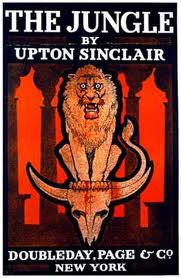 THE JUNGLE
BY
UPTON SINCLAIR
DOUBLEDAY, PAGE & Co.
NEW YORK